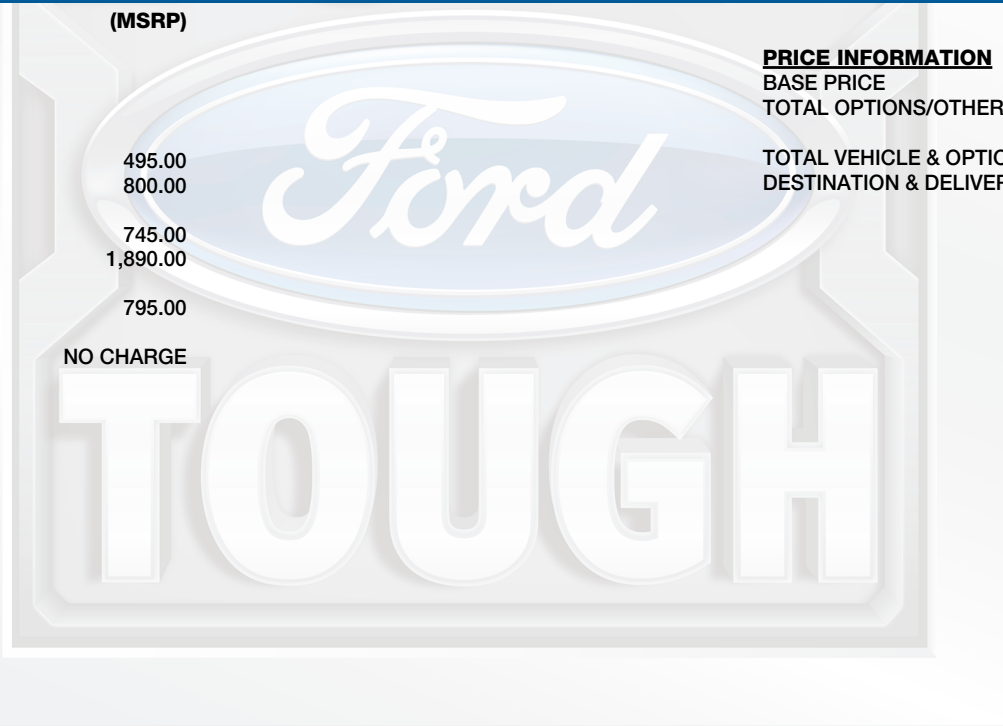 (MSRP)
495.00
800.00
745.00
1,890.00
795.00
NO CHARGE
PRICE INFORMATION
BASE PRICE
TOTAL OPTIONS/OTHER
TOTAL VEHICLE & OPTIO
DESTINATION & DELIVER
Ford
TOUGH